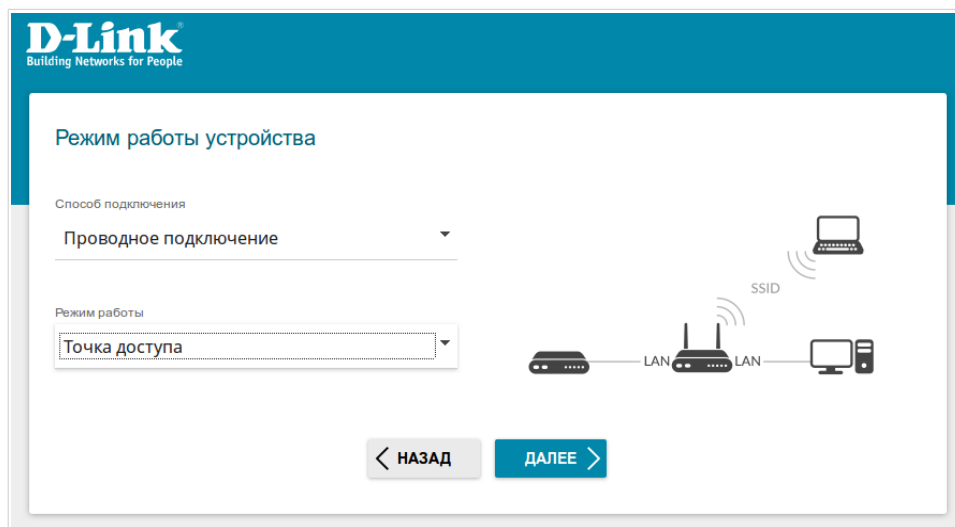 D-Link
Building Networks for People
Режим работы устройства
Способ подключения
Проводное подключение
Режим работы
Точка доступа
SSID
LAN
LAN
НАЗАД
ДАЛЕЕ